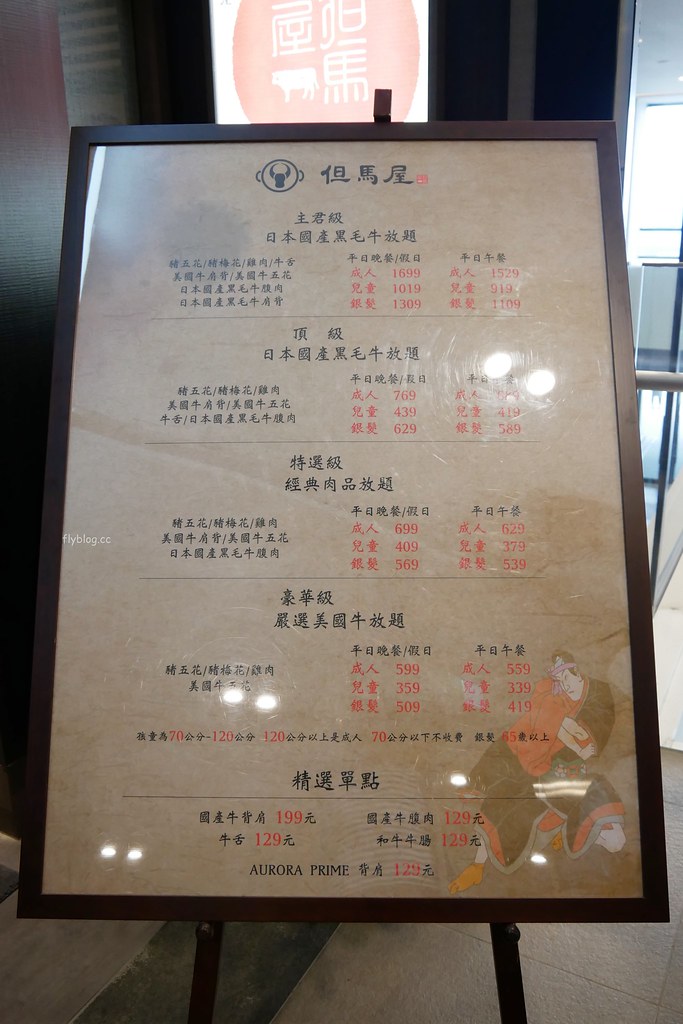 但馬屋
但馬屋
主君級
日本國產黑毛牛放題
平日晚餐/假日 平日午餐
豬五花/豬梅花/雞肉/牛舌
美國牛肩背/美國牛五花
日本國產黑毛牛腹肉
日本國產黑毛牛肩背
成人 1699 成人 1529
兒童 1019 兒童 919
銀髮 1309 銀髮 1109
頂 級
日本國產黑毛牛放題
平日晚餐/假日 平日午餐
豬五花/豬梅花/雞肉
美國牛肩背/美國牛五花
牛舌/日本國產黑毛牛腹肉
成人 769 成人
兒童 439 兒童 419
銀髮 629 銀髮 589
特選級
經典肉品放題
平日晚餐/假日 平日午餐
豬五花/豬梅花/雞肉
美國牛肩背/美國牛五花
日本國產黑毛牛腹肉
成人 699 成人 629
兒童 409 兒童 379
銀髮 569 銀髮 539
flyblog.cc
豪華級
嚴選美國牛放題
平日晚餐/假日 平日午餐
豬五花/豬梅花/雞肉
美國牛五花
成人 599 成人 559
兒童 359 兒童 339
銀髮 509 銀髮 419
孩童為70公分-120公分 120公分以上是成人 70公分以下不收費 銀髮 65歲以上
精選單點
國產牛背肩 199元 國產牛腹肉 129元
牛舌 129元 和牛牛腸 129元
AURORA PRIME 背肩 129元